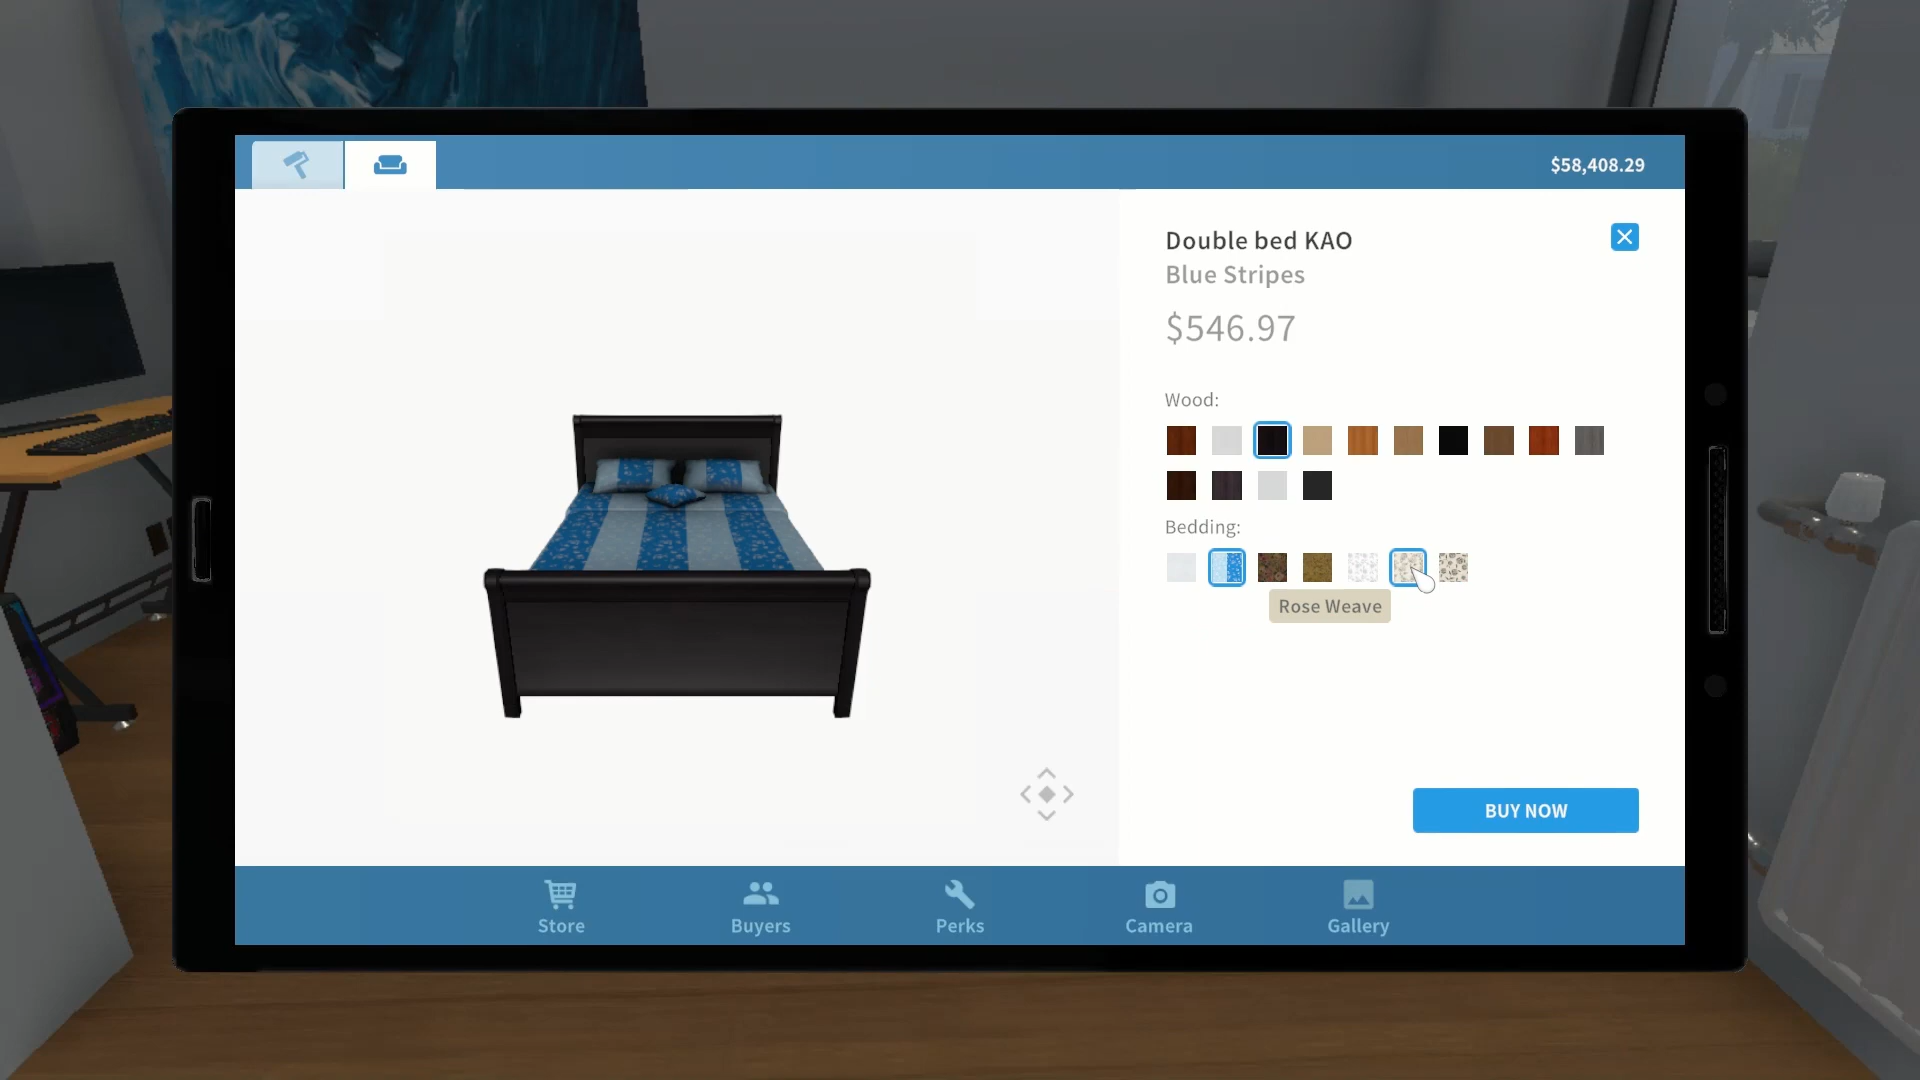 $58,408.29
Double bed KAO
Blue Stripes
$546.97
Wood:
Bedding:
Rose Weave
BUY NOW
Store
Buyers
Perks
Camera
Gallery